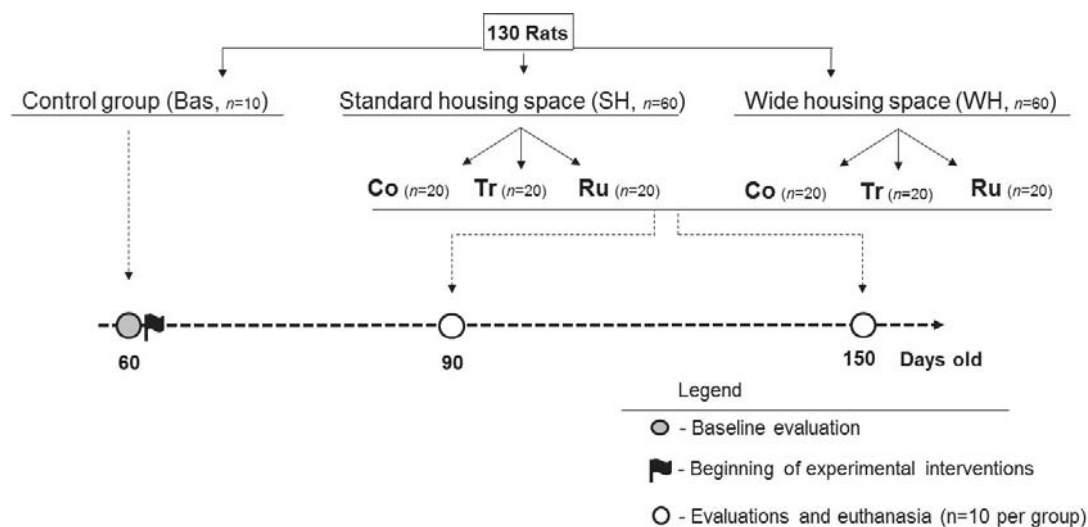 130 Rats
Control group (Bas, n=10) Standard housing space (SH, n=60) Wide housing space (WH, n=60)
Co (n=20) Tr (n=20) Ru (n=20) Co (n=20) Tr (n=20) Ru (n=20)
60 90 150 Days old
Legend
- Baseline evaluation
- Beginning of experimental interventions
- Evaluations and euthanasia (n=10 per group)